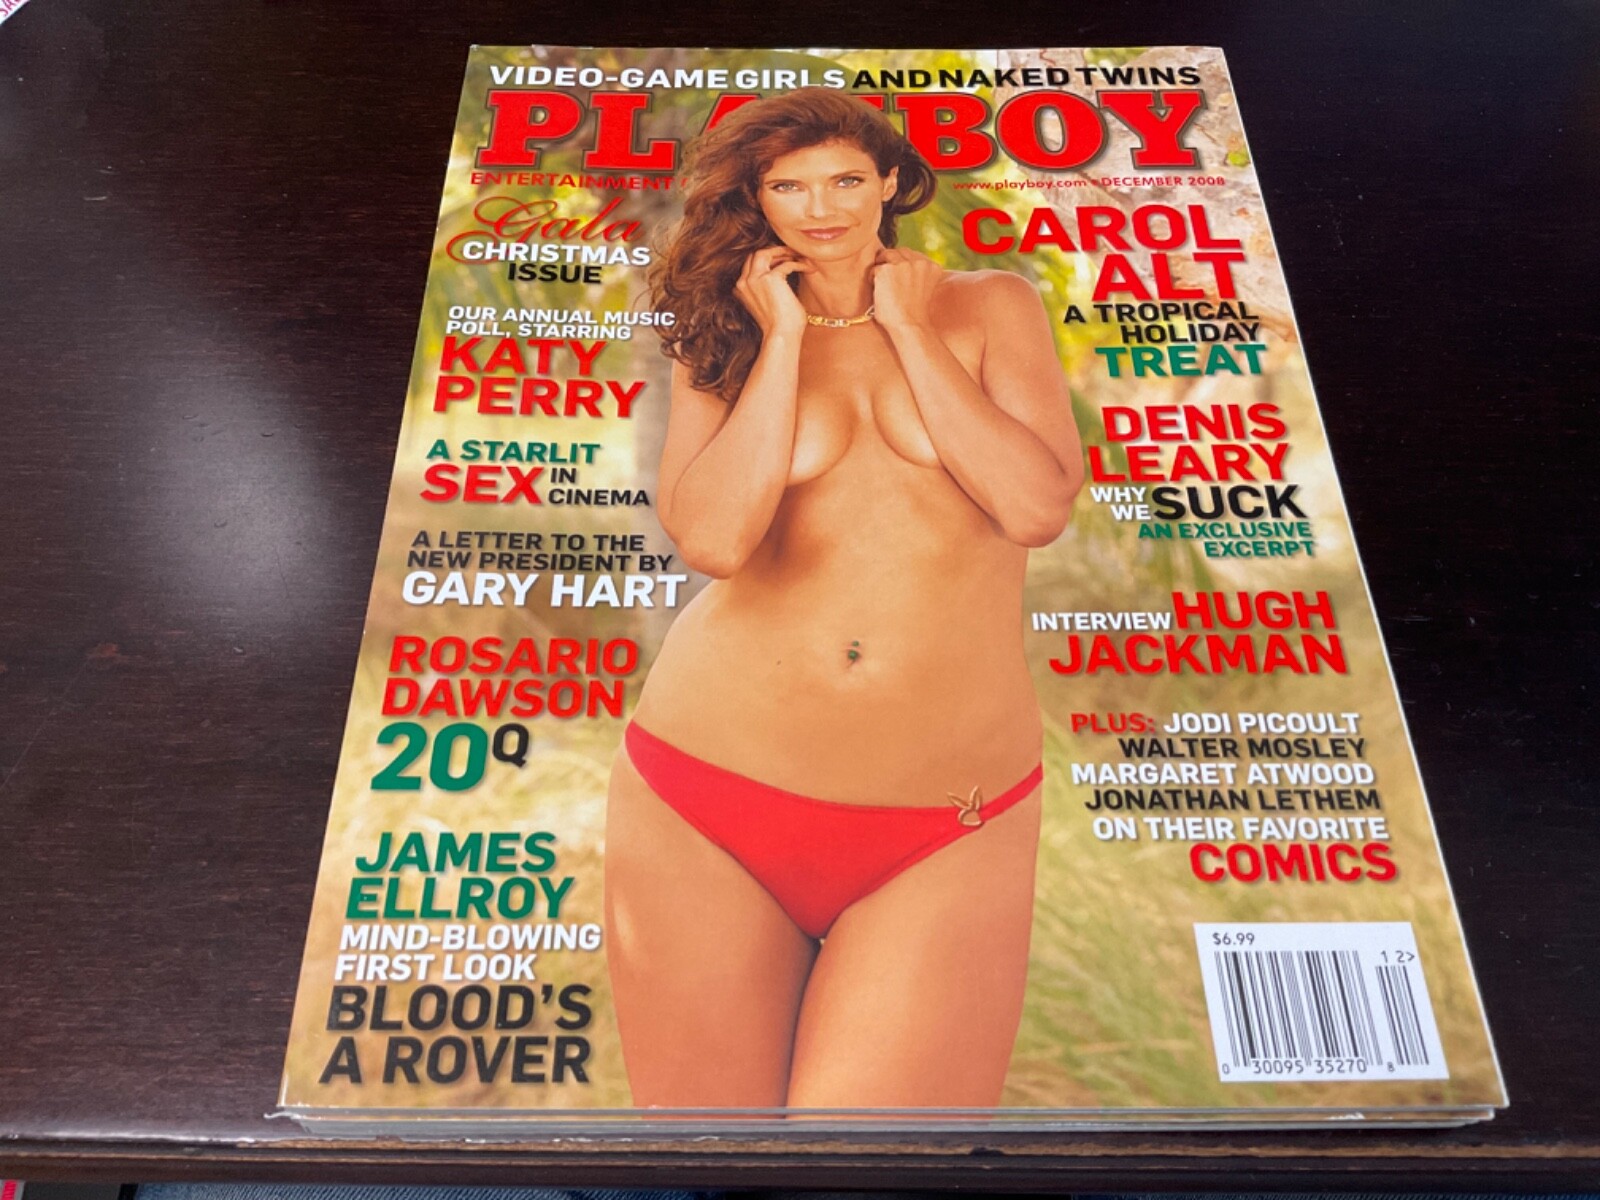 VIDEO-GAME GIRLS AND NAKED TWINS
PLAYBOY
ENTERTAINMENT
www.playboy.com • DECEMBER 2008
Gala
CHRISTMAS
ISSUE
OUR ANNUAL MUSIC
POLL, STARRING
KATY
PERRY
A STARLIT
SEX IN
CINEMA
A LETTER TO THE
NEW PRESIDENT BY
GARY HART
ROSARIO
DAWSON
20Q
JAMES
ELLROY
MIND-BLOWING
FIRST LOOK
BLOOD'S
A ROVER
CAROL
ALT
A TROPICAL
HOLIDAY
TREAT
DENIS
LEARY
WHY
WE SUCK
AN EXCLUSIVE
EXCERPT
INTERVIEW HUGH
JACKMAN
PLUS: JODI PICOULT
WALTER MOSLEY
MARGARET ATWOOD
JONATHAN LETHEM
ON THEIR FAVORITE
COMICS
$6.99
1 2>
0 30095 35270 8